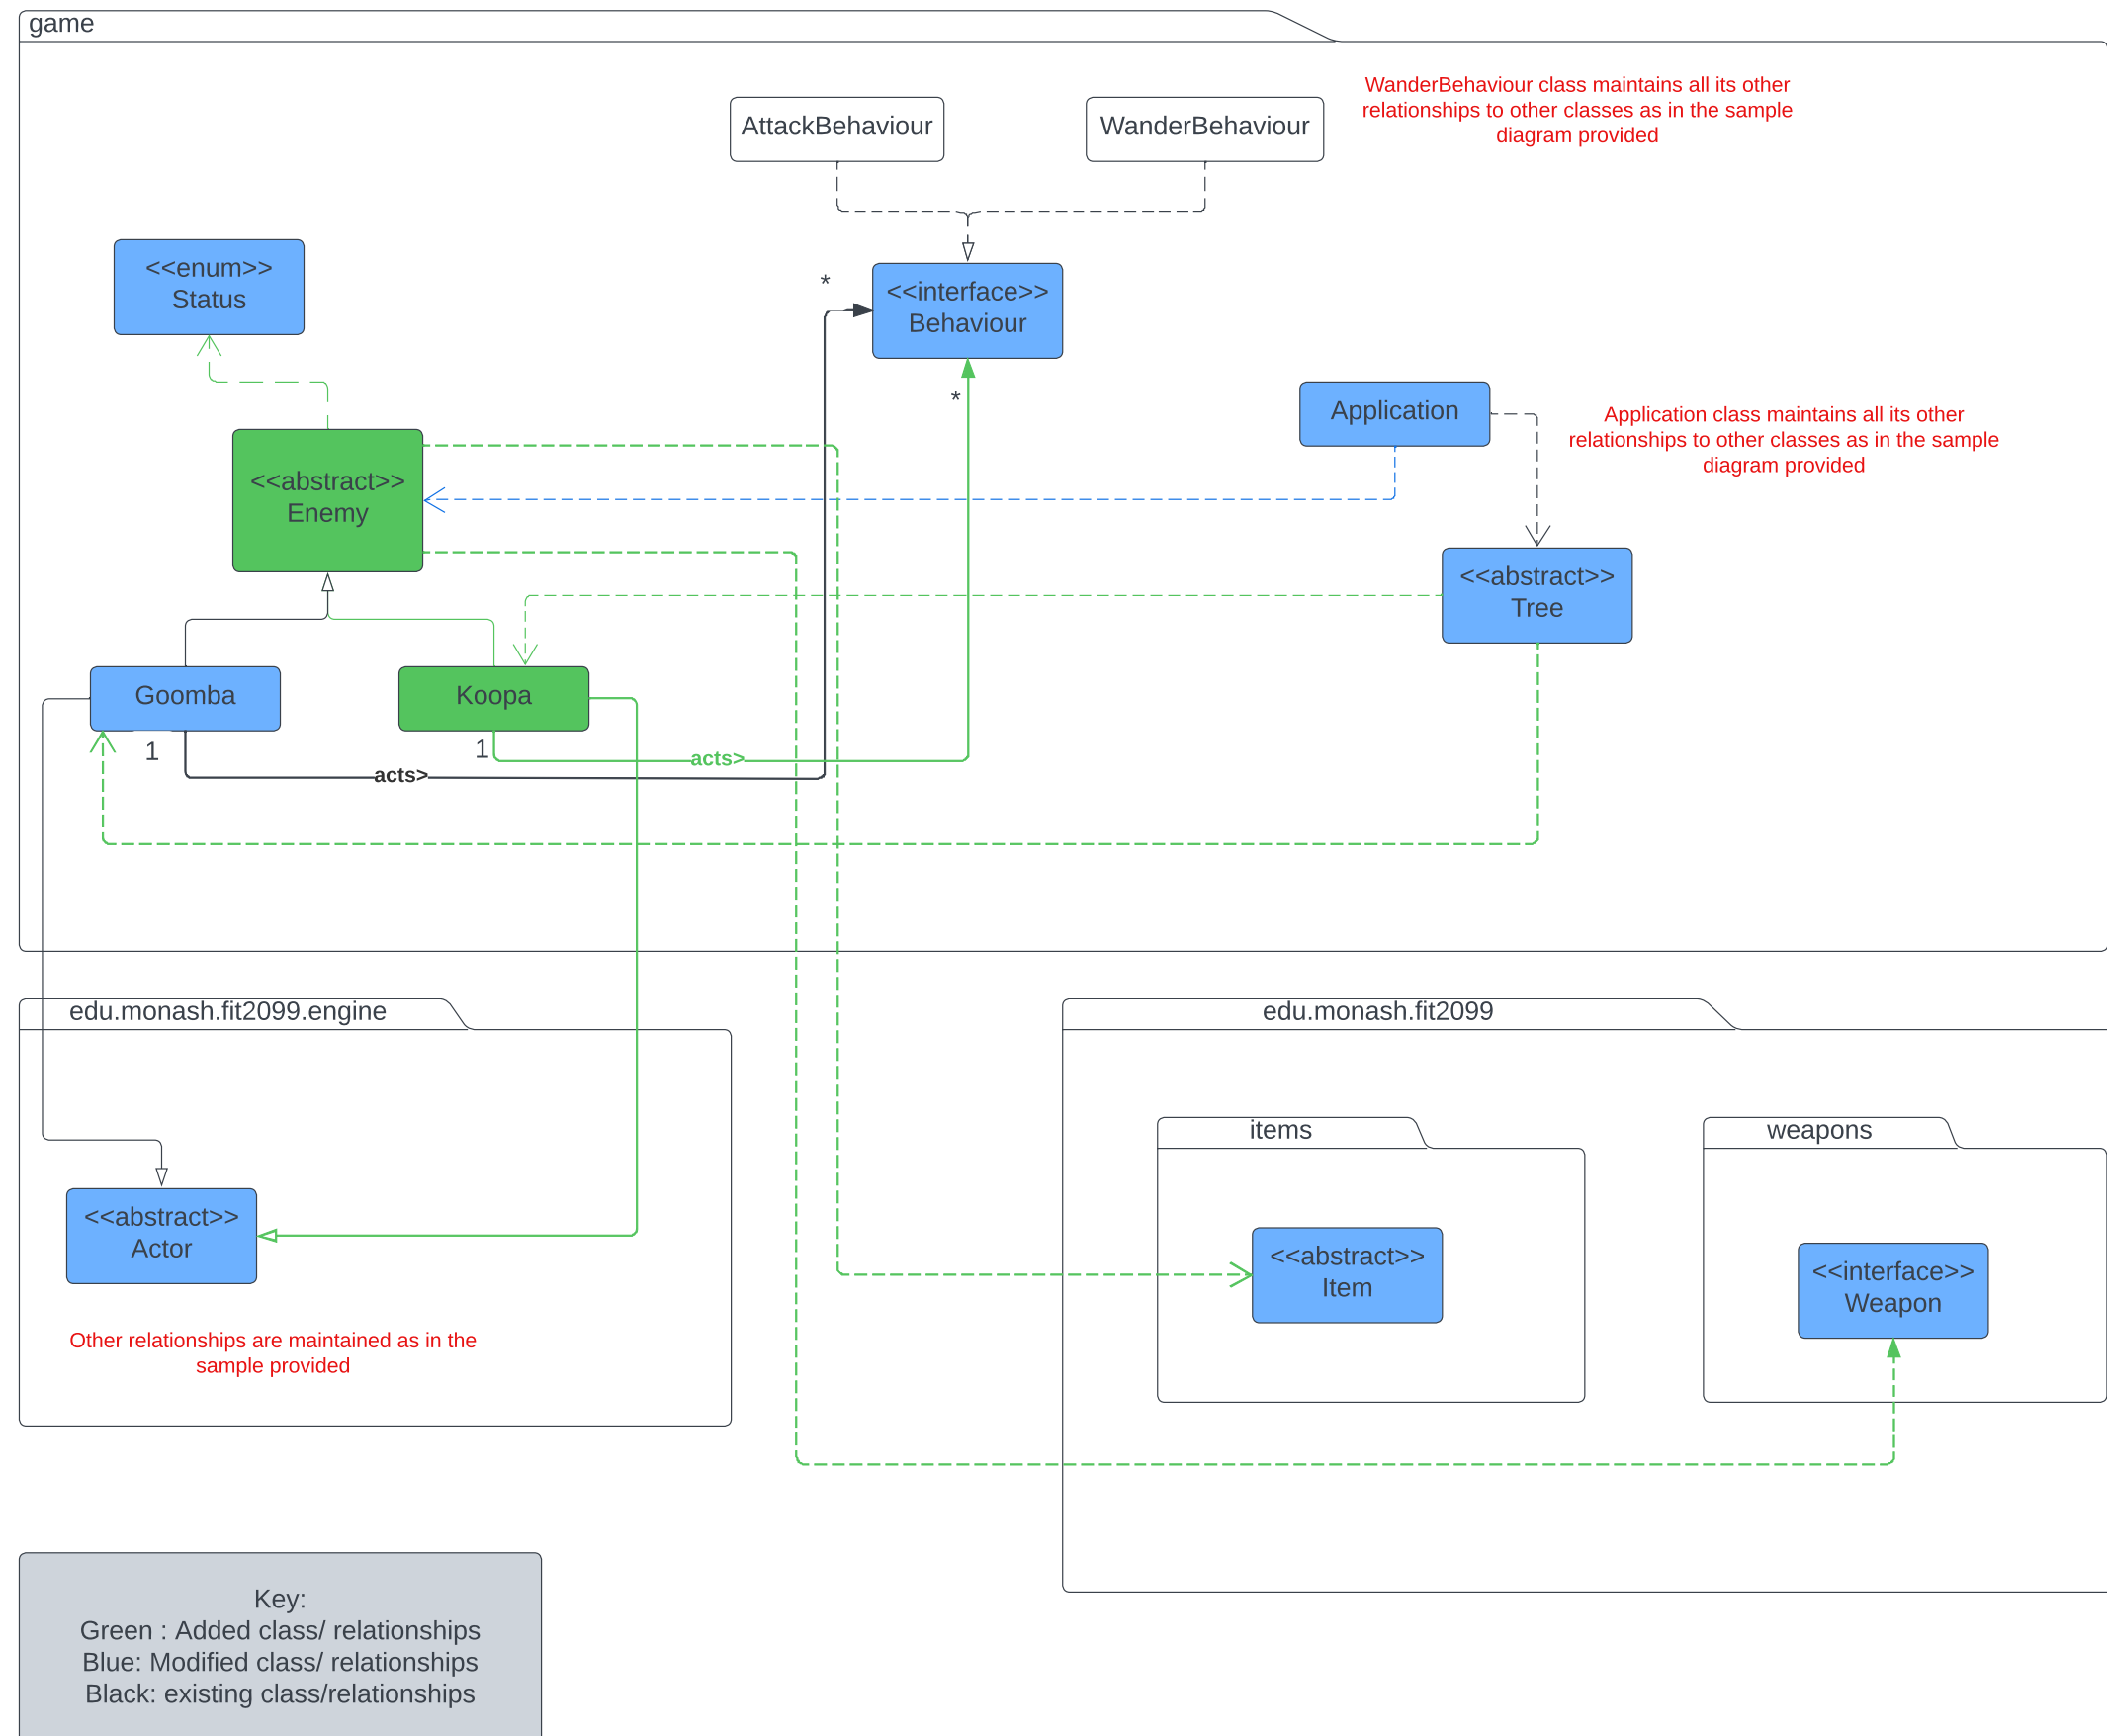 game
WanderBehaviour class maintains all its other
relationships to other classes as in the sample
diagram provided
AttackBehaviour
WanderBehaviour
<<enum>>
Status
*
<<interface>>
Behaviour
*
Application
Application class maintains all its other
relationships to other classes as in the sample
diagram provided
<<abstract>>
Enemy
<<abstract>>
Tree
Goomba
Koopa
1
1
acts>
acts>
edu.monash.fit2099.engine
edu.monash.fit2099
items
weapons
<<abstract>>
Actor
<<abstract>>
Item
<<interface>>
Weapon
Other relationships are maintained as in the
sample provided
Key:
Green : Added class/ relationships
Blue: Modified class/ relationships
Black: existing class/relationships